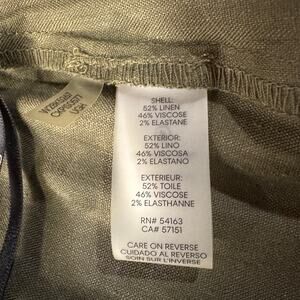 SHELL:
52% LINEN
46% VISCOSE
2% ELASTANE
EXTERIOR:
52% LINO
46% VISCOSA
2% ELASTANO
EXTERIEUR:
52% TOILE
46% VISCOSE
2% ELASTHANNE
RN# 54163
CA# 57151
CARE ON REVERSE
CUIDADO AL REVERSO
SOIN SUR L'INVERSE